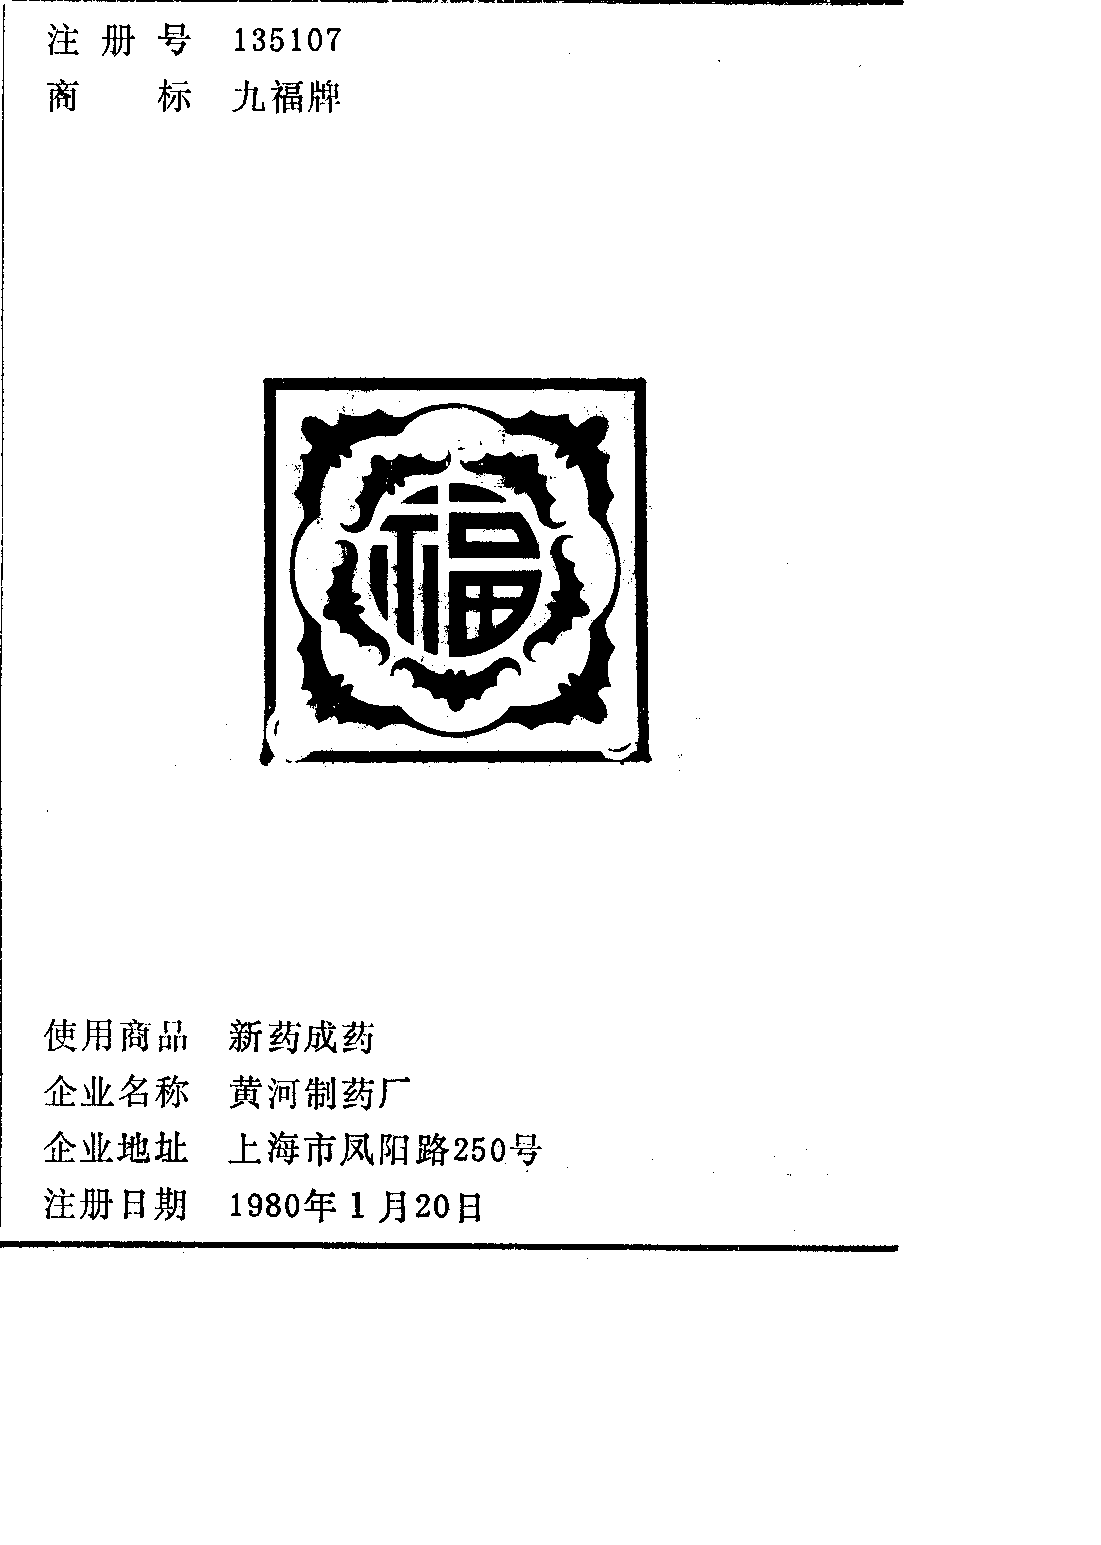 注册号 135107
商标 九福牌
福
使用商品 新药成药
企业名称 黄河制药厂
企业地址 上海市凤阳路250号
注册日期 1980年1月20日